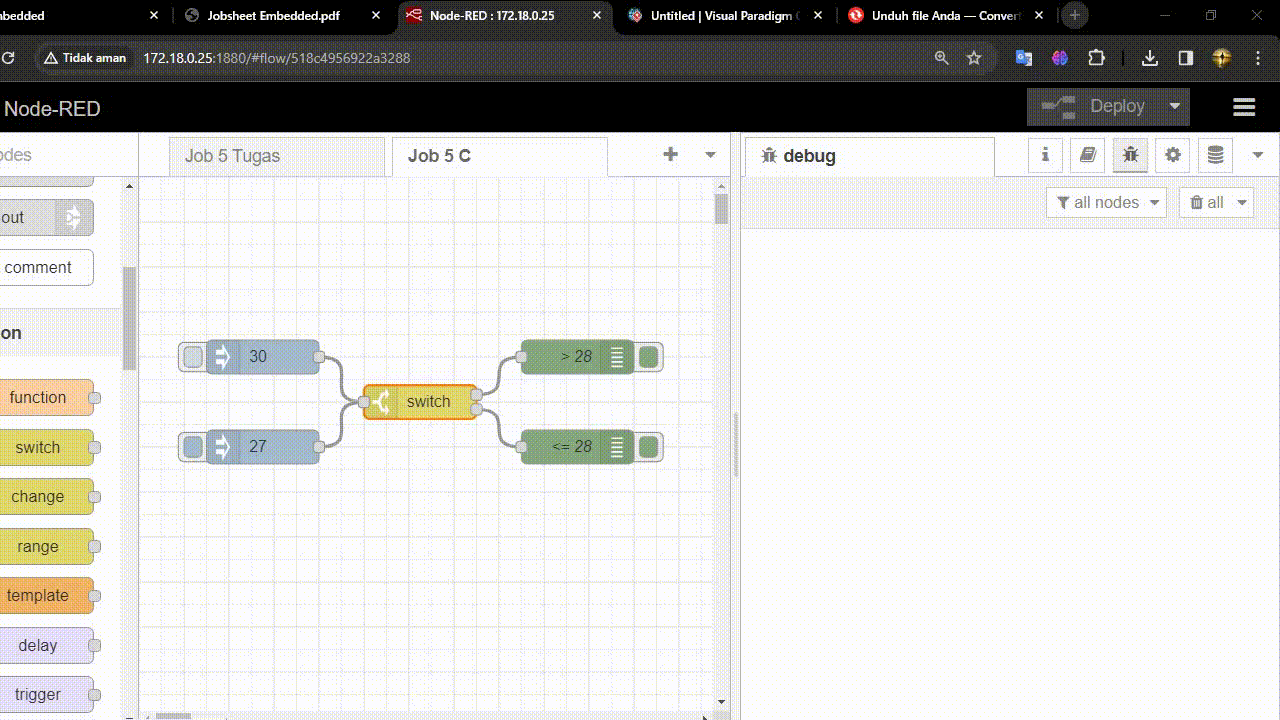 mbedded
Jobsheet Embedded.pdf
Node-RED : 172.18.0.25
Untitled | Visual Paradigm
Unduh file Anda — Conver
Tidak aman
172.18.0.25:1880/#flow/518c4956922a3288
Node-RED
Deploy
odes
Job 5 Tugas
Job 5 C
debug
all nodes
all
out
comment
on
function
switch
change
range
template
delay
trigger
30
27
switch
> 28
<= 28